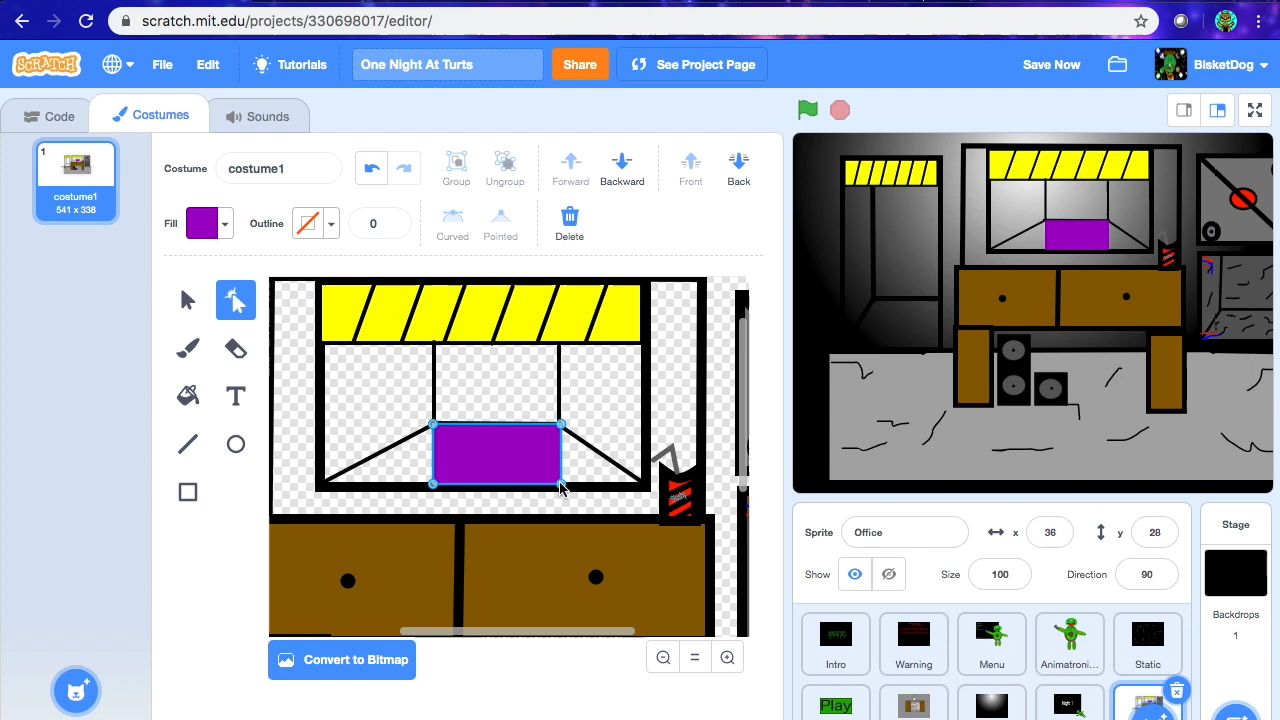 scratch.mit.edu/projects/330698017/editor/
SCRATCH File Edit Tutorials One Night At Turts Share See Project Page Save Now BisketDog
Code Costumes Sounds
1
costume1
541 x 338
Costume costume1 Group Ungroup Forward Backward Front Back
Fill Outline 0 Curved Pointed Delete
Convert to Bitmap
Sprite Office x 36 y 28
Show Size 100 Direction 90
Stage
Backdrops
1
Intro Warning Menu Animatroni... Static
Play Night 1